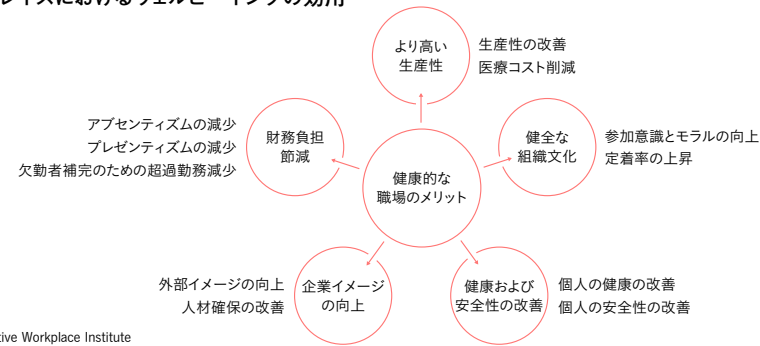 におけるウェルビーイングの効用
より高い
生産性
生産性の改善
医療コスト削減
アブセンティズムの減少
プレゼンティズムの減少
欠勤者補完のための超過勤務減少
財務負担
節減
健康的な
職場のメリット
健全な
組織文化
参加意識とモラルの向上
定着率の上昇
外部イメージの向上
人材確保の改善
企業イメージ
の向上
健康および
安全性の改善
個人の健康の改善
個人の安全性の改善
Workplace Institute